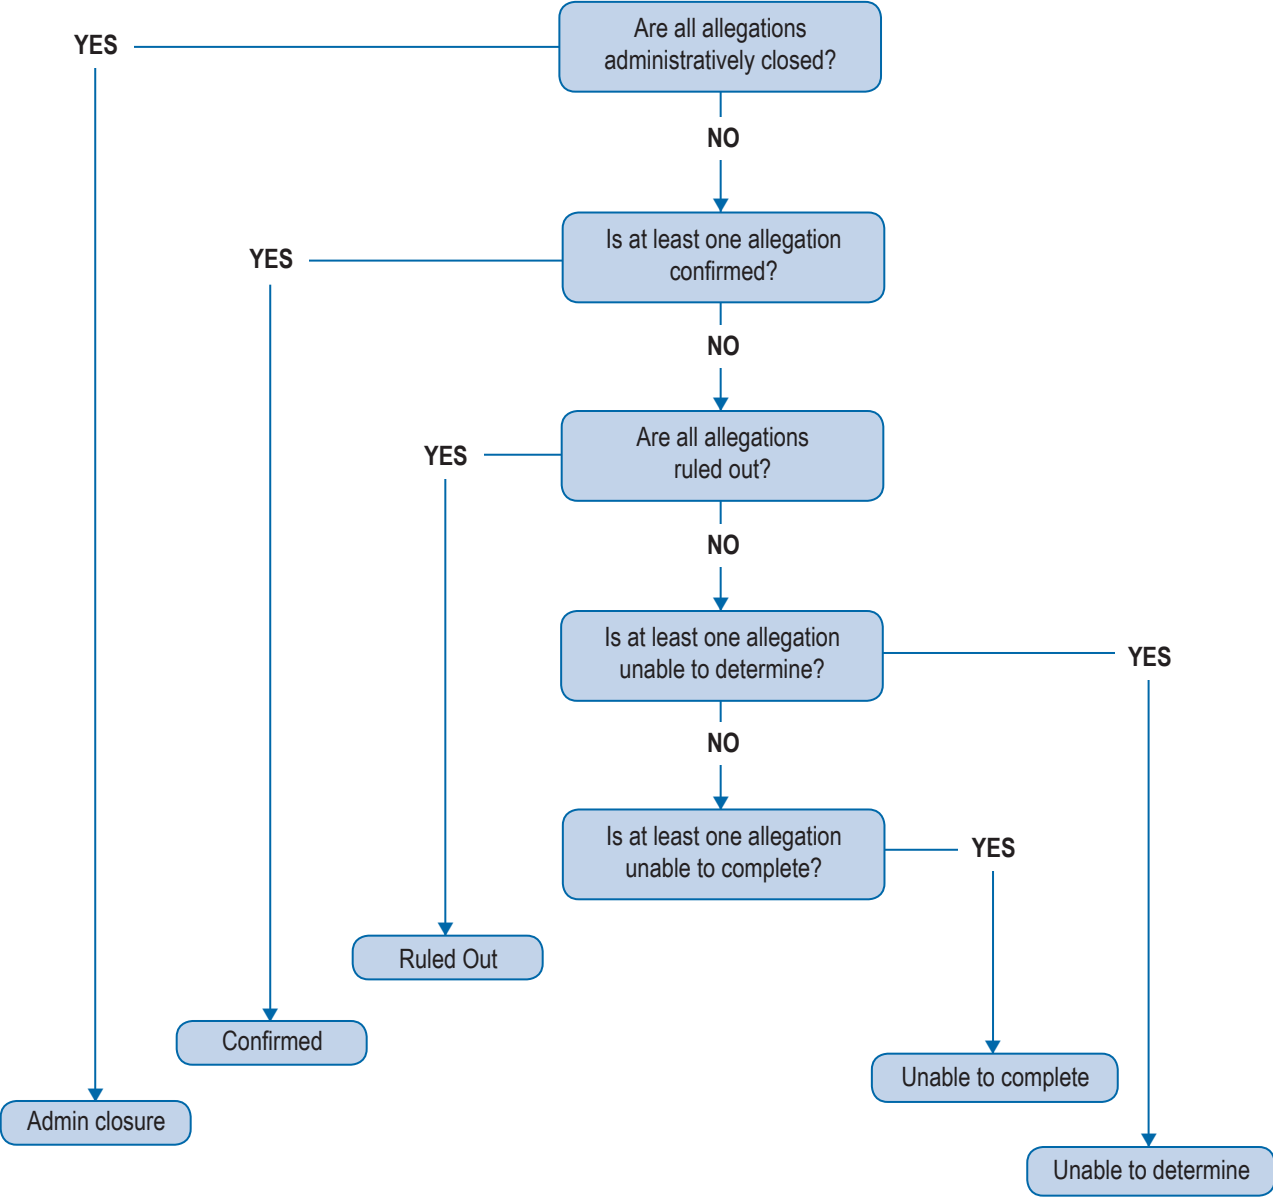 Are all allegations
administratively closed?
YES
NO
Is at least one allegation
confirmed?
YES
NO
Are all allegations
ruled out?
YES
NO
Is at least one allegation
unable to determine?
YES
NO
Is at least one allegation
unable to complete?
YES
Ruled Out
Confirmed
Unable to complete
Admin closure
Unable to determine